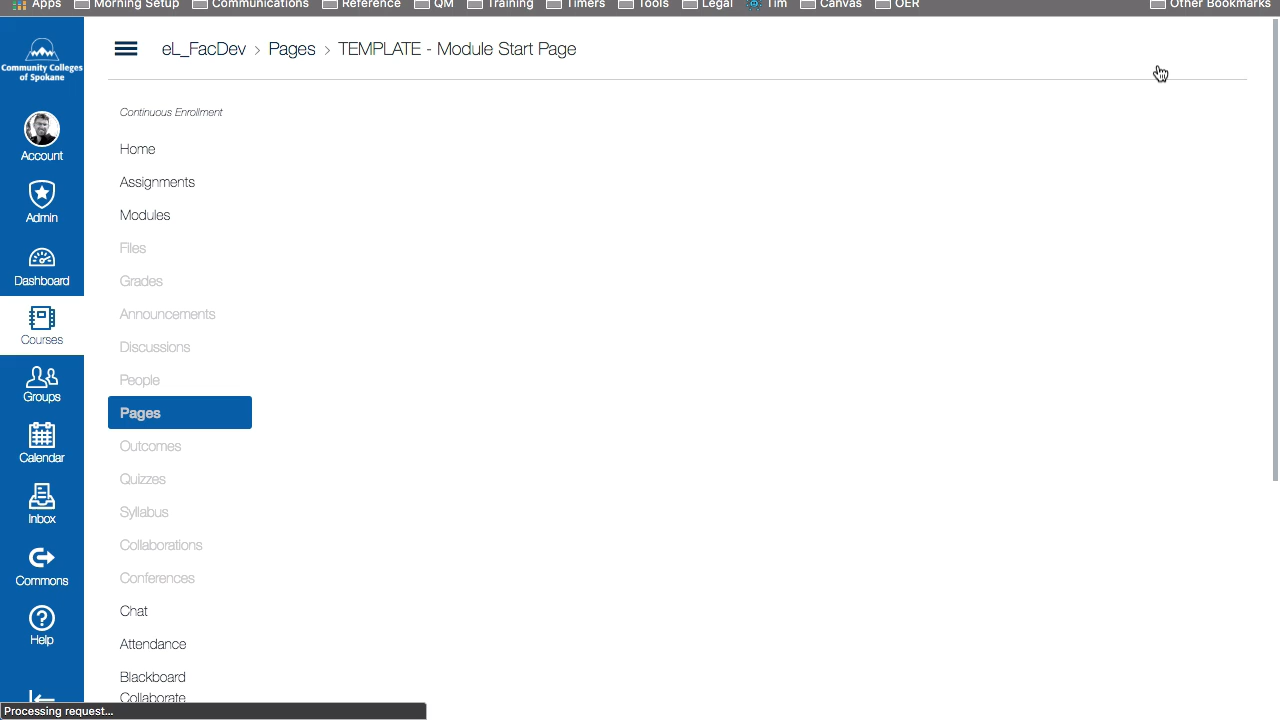 Apps Morning Setup Communications Reference QM Training Timers Tools Legal Tim Canvas OER Other Bookmarks
Community Colleges
of Spokane
eL_FacDev > Pages > TEMPLATE - Module Start Page
Continuous Enrollment
Account
Admin
Dashboard
Courses
Groups
Calendar
Inbox
Commons
Help
Home
Assignments
Modules
Files
Grades
Announcements
Discussions
People
Pages
Outcomes
Quizzes
Syllabus
Collaborations
Conferences
Chat
Attendance
Blackboard
Collaborate
Processing request...